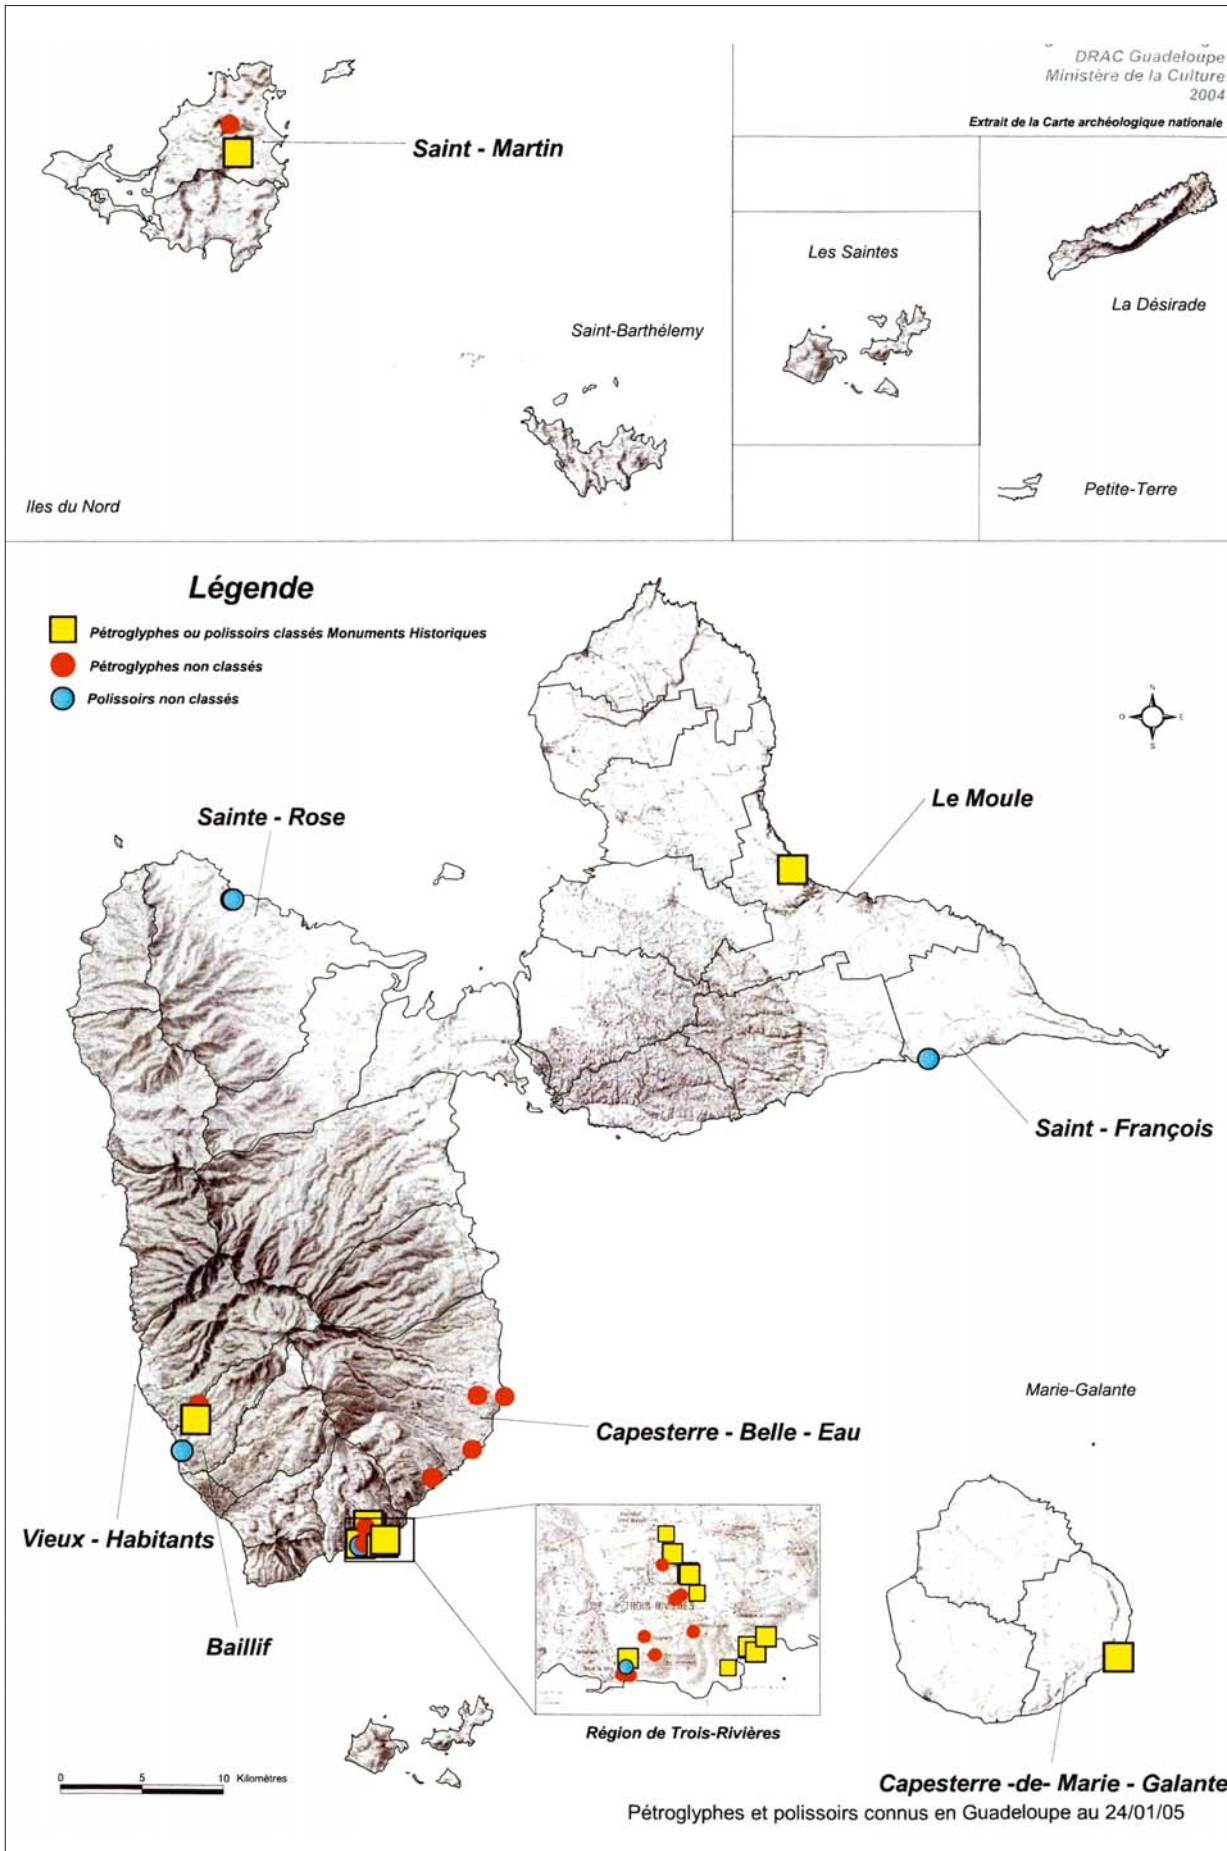 DRAC Guadeloupe
Ministère de la Culture
2004
Extrait de la Carte archéologique nationale
Saint - Martin
Les Saintes
La Désirade
Saint-Barthélemy
Petite-Terre
Iles du Nord
Légende
Pétroglyphes ou polissoirs classés Monuments Historiques
Pétroglyphes non classés
Polissoirs non classés
N
O
E
S
Le Moule
Sainte - Rose
Saint - François
Marie-Galante
Capesterre - Belle - Eau
Vieux - Habitants
TROIS-RIVIERES
Baillif
Région de Trois-Rivières
0 5 10 Kilomètres
Capesterre -de- Marie - Galante
Pétroglyphes et polissoirs connus en Guadeloupe au 24/01/05